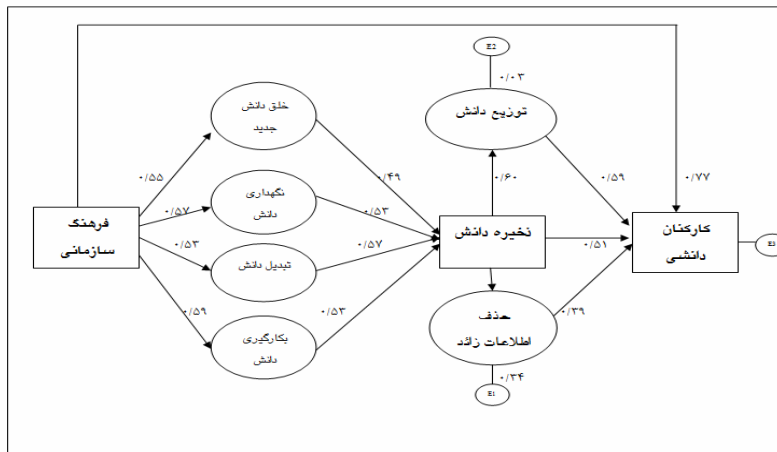 E2
۰/۰۳
خلق دانش
جدید
توزیع دانش
۰/۵۵
۰/۴۹
۰/۶۰
۰/۵۹
۰/۷۷
۰/۵۷
نگهداری
دانش
۰/۵۳
فرهنگ
سازمانی
ذخیره دانش
کارکنان
دانشی
E3
۰/۵۳
تبدیل دانش
۰/۵۷
۰/۵۱
۰/۵۹
بکارگیری
دانش
۰/۵۳
حذف
اطلاعات زائد
۰/۳۹
۰/۳۴
E1